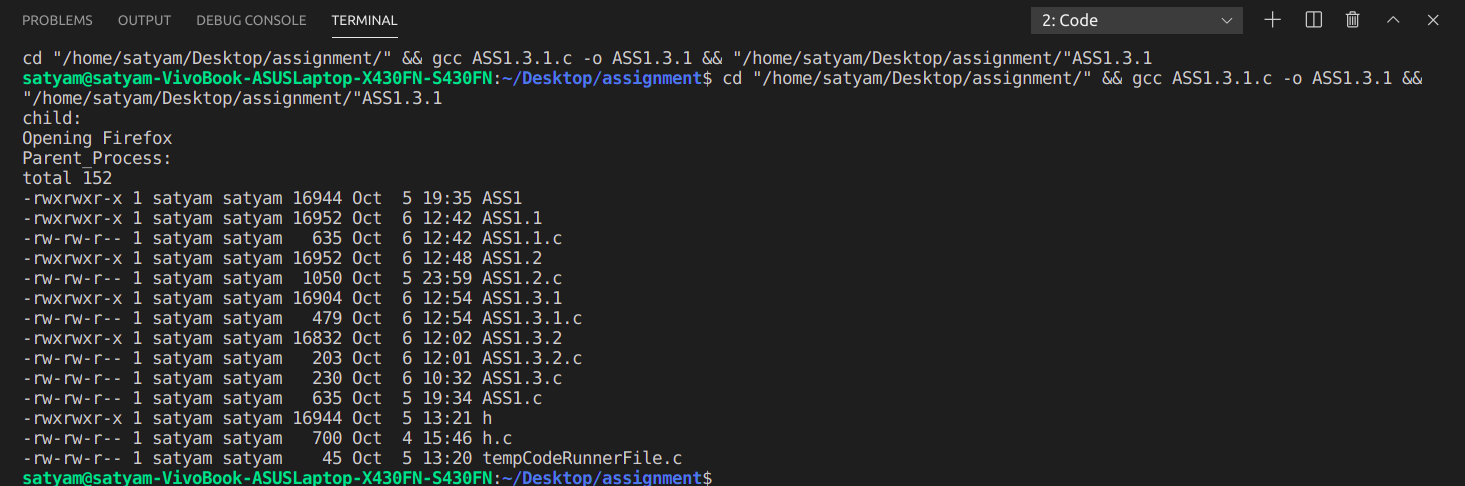 PROBLEMS OUTPUT DEBUG CONSOLE TERMINAL 2: Code
cd "/home/satyam/Desktop/assignment/" && gcc ASS1.3.1.c -o ASS1.3.1 && "/home/satyam/Desktop/assignment/"ASS1.3.1
satyam@satyam-VivoBook-ASUSLaptop-X430FN-S430FN:~/Desktop/assignment$ cd "/home/satyam/Desktop/assignment/" && gcc ASS1.3.1.c -o ASS1.3.1 &&
"/home/satyam/Desktop/assignment/"ASS1.3.1
child:
Opening Firefox
Parent_Process:
total 152
-rwxrwxr-x 1 satyam satyam 16944 Oct  5 19:35 ASS1
-rwxrwxr-x 1 satyam satyam 16952 Oct  6 12:42 ASS1.1
-rw-rw-r-- 1 satyam satyam   635 Oct  6 12:42 ASS1.1.c
-rwxrwxr-x 1 satyam satyam 16952 Oct  6 12:48 ASS1.2
-rw-rw-r-- 1 satyam satyam  1050 Oct  5 23:59 ASS1.2.c
-rwxrwxr-x 1 satyam satyam 16904 Oct  6 12:54 ASS1.3.1
-rw-rw-r-- 1 satyam satyam   479 Oct  6 12:54 ASS1.3.1.c
-rwxrwxr-x 1 satyam satyam 16832 Oct  6 12:02 ASS1.3.2
-rw-rw-r-- 1 satyam satyam   203 Oct  6 12:01 ASS1.3.2.c
-rw-rw-r-- 1 satyam satyam   230 Oct  6 10:32 ASS1.3.c
-rw-rw-r-- 1 satyam satyam   635 Oct  5 19:34 ASS1.c
-rwxrwxr-x 1 satyam satyam 16944 Oct  5 13:21 h
-rw-rw-r-- 1 satyam satyam   700 Oct  4 15:46 h.c
-rw-rw-r-- 1 satyam satyam    45 Oct  5 13:20 tempCodeRunnerFile.c
satyam@satyam-VivoBook-ASUSLaptop-X430FN-S430FN:~/Desktop/assignment$